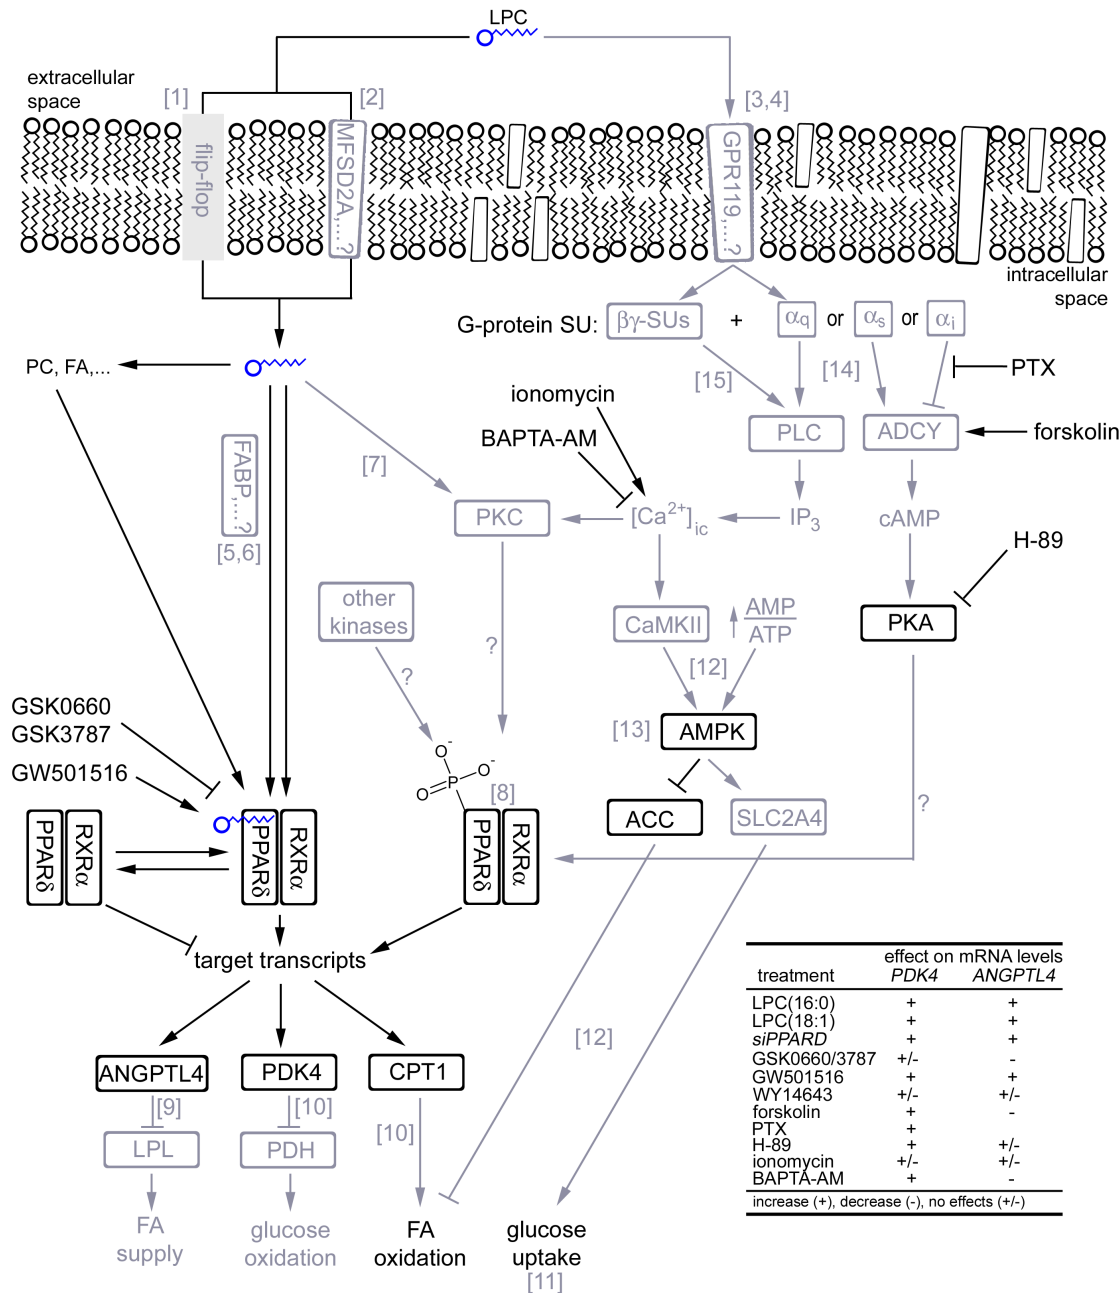 LPC
extracellular
space
[1]
[2]
[3,4]
flip-flop
MFSD2A,...?
GPR119,...?
intracellular
space
G-protein SU:
βγ-SUs
+
αq
or
αs
or
αi
PC, FA,...
[15]
[14]
PTX
ionomycin
BAPTA-AM
PLC
ADCY
forskolin
FABP,...?
[7]
[5,6]
PKC
[Ca2+]ic
IP3
cAMP
H-89
other
kinases
?
?
CaMKII
AMP
ATP
PKA
[12]
GSK0660
GSK3787
GW501516
[13]
AMPK
O-
P
O-
O
[8]
?
ACC
SLC2A4
PPARδ
RXRα
PPARδ
RXRα
PPARδ
RXRα
target transcripts
[12]
ANGPTL4
PDK4
CPT1
[9]
[10]
[10]
LPL
PDH
FA
supply
glucose
oxidation
FA
oxidation
glucose
uptake
[11]
effect on mRNA levels
treatment PDK4 ANGPTL4
LPC(16:0) + +
LPC(18:1) + +
siPPARD + +
GSK0660/3787 +/- -
GW501516 + +
WY14643 +/- +/-
forskolin + -
PTX +
H-89 + +/-
ionomycin +/- +/-
BAPTA-AM + -
increase (+), decrease (-), no effects (+/-)